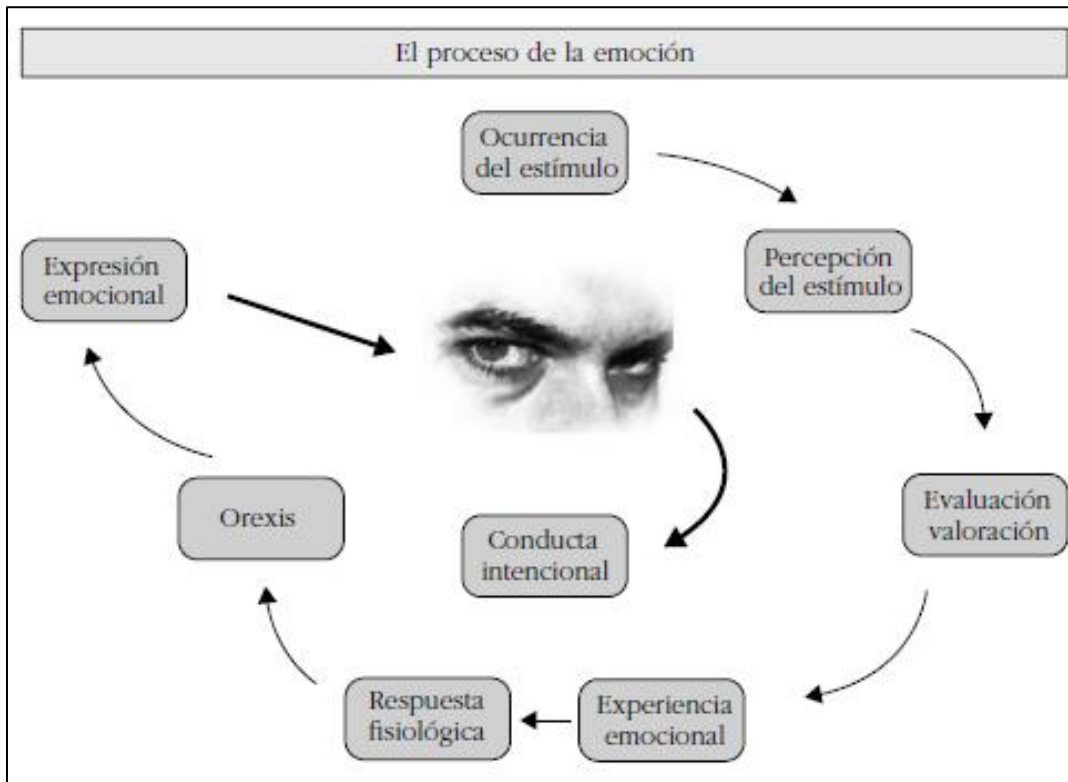 El proceso de la emoción
Ocurrencia
del estímulo
Percepción
del estímulo
Evaluación
valoración
Experiencia
emocional
Respuesta
fisiológica
Orexis
Expresión
emocional
Conducta
intencional